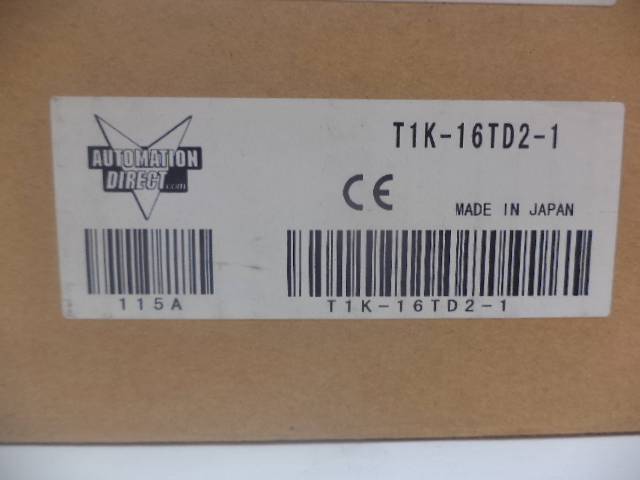 AUTOMATION
DIRECT.com
T1K-16TD2-1
CE
MADE IN JAPAN
115A
T1K-16TD2-1